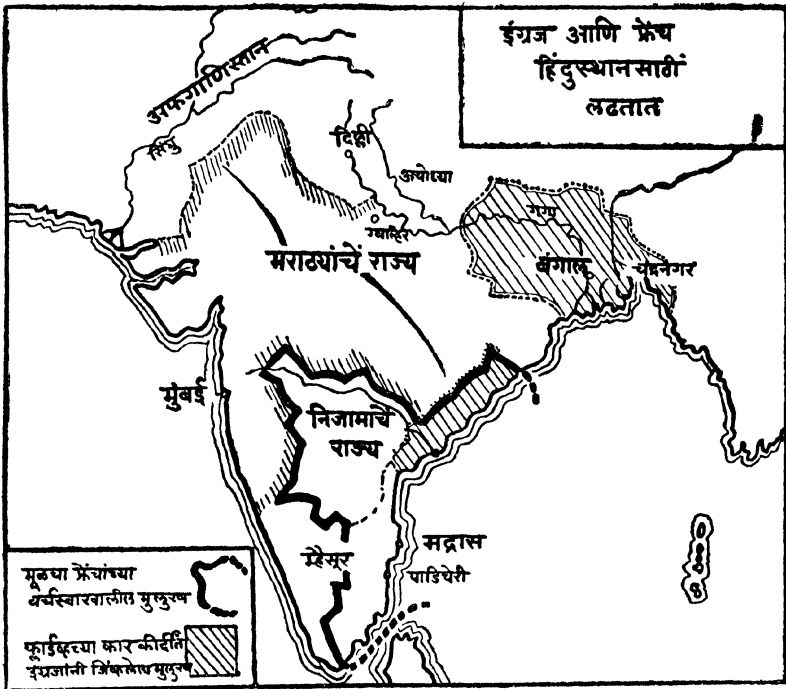 इंग्रज आणि फ्रेंच
हिंदुस्थानसाठीं
लढतात
अफगाणिस्तान
सिंधु
दिल्ली
अयोध्या
ग्वाल्हेर
गंगा
मराठ्यांचें राज्य
बंगाल
चंद्रनगर
मुंबई
निजामाचें
राज्य
मद्रास
म्हैसूर
पाडिचेरी
मूळचा फ्रेंचांच्या
वर्चस्वाखालील मुलुख
क्लाईव्हच्या कारकीर्दींत
इंग्रजांनी जिंकलेला मुलुख